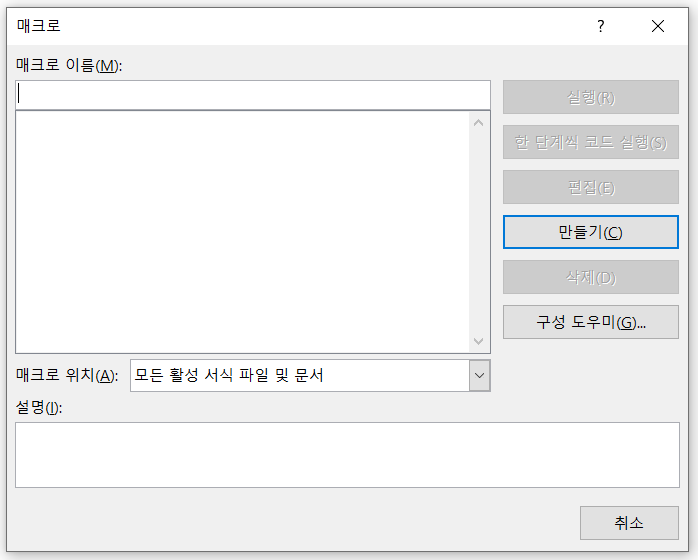 매크로
?
매크로 이름(M):
실행(R)
한 단계씩 코드 실행(S)
편집(E)
만들기(C)
삭제(D)
구성 도우미(G)...
매크로 위치(A):
모든 활성 서식 파일 및 문서
설명(I):
취소